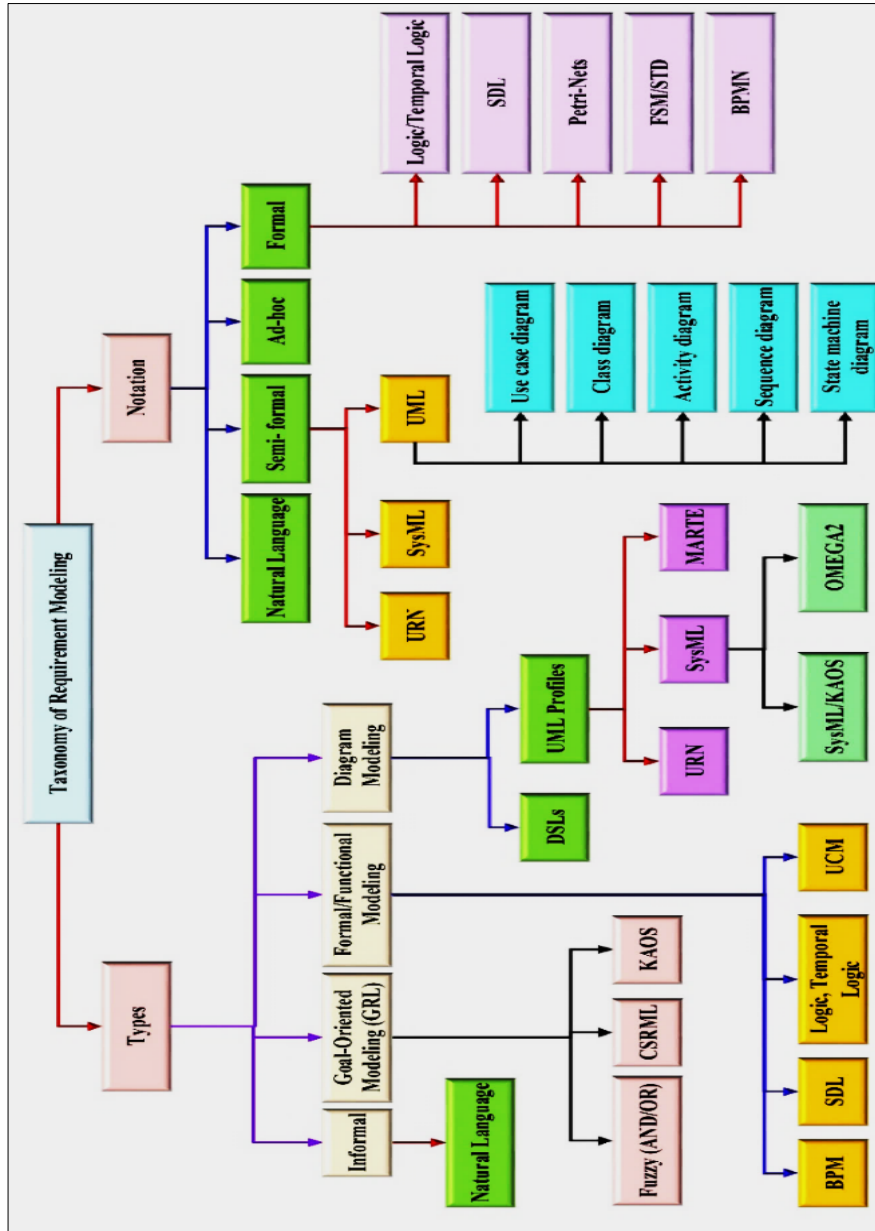 Taxonomy of Requirement Modeling
Types
Notation
Informal
Goal-Oriented
Modeling (GRL)
Formal/Functional
Modeling
Diagram
Modeling
Natural Language
Semi- formal
Ad-hoc
Formal
Natural Language
Fuzzy (AND/OR)
CSRML
KAOS
BPM
SDL
Logic, Temporal
Logic
UCM
DSLs
UML Profiles
URN
SysML
MARTE
SysML/KAOS
OMEGA2
URN
SysML
UML
Use case diagram
Class diagram
Activity diagram
Sequence diagram
State machine
diagram
Logic/Temporal Logic
SDL
Petri-Nets
FSM/STD
BPMN